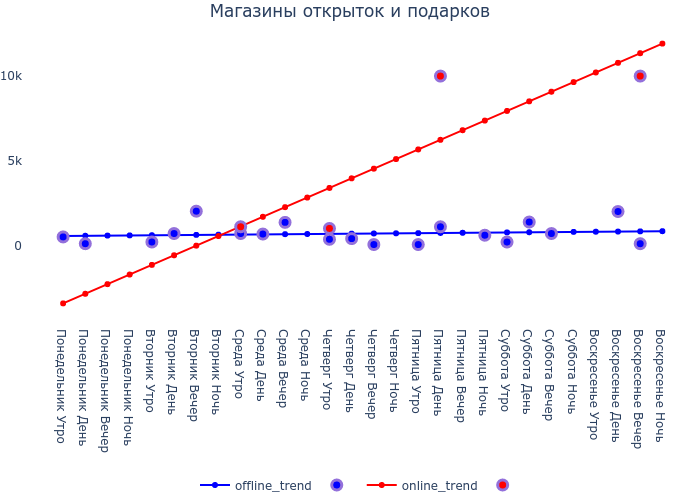 Магазины открыток и подарков
10k
5k
0
Понедельник Утро
Понедельник День
Понедельник Вечер
Понедельник Ночь
Вторник Утро
Вторник День
Вторник Вечер
Вторник Ночь
Среда Утро
Среда День
Среда Вечер
Среда Ночь
Четверг Утро
Четверг День
Четверг Вечер
Четверг Ночь
Пятница Утро
Пятница День
Пятница Вечер
Пятница Ночь
Суббота Утро
Суббота День
Суббота Вечер
Суббота Ночь
Воскресенье Утро
Воскресенье День
Воскресенье Вечер
Воскресенье Ночь
offline_trend online_trend